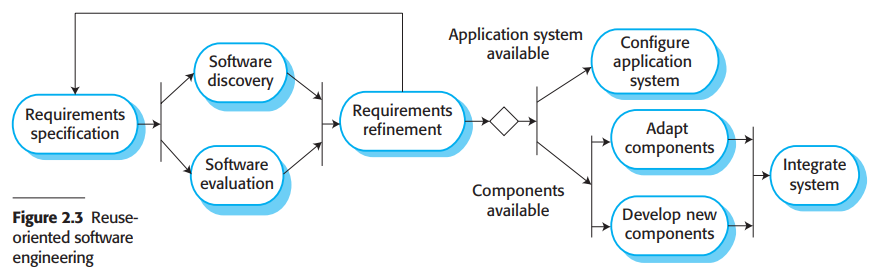 Requirements
specification
Software
discovery
Software
evaluation
Requirements
refinement
Application system
available
Configure
application
system
Components
available
Adapt
components
Develop new
components
Integrate
system
Figure 2.3 Reuse-
oriented software
engineering